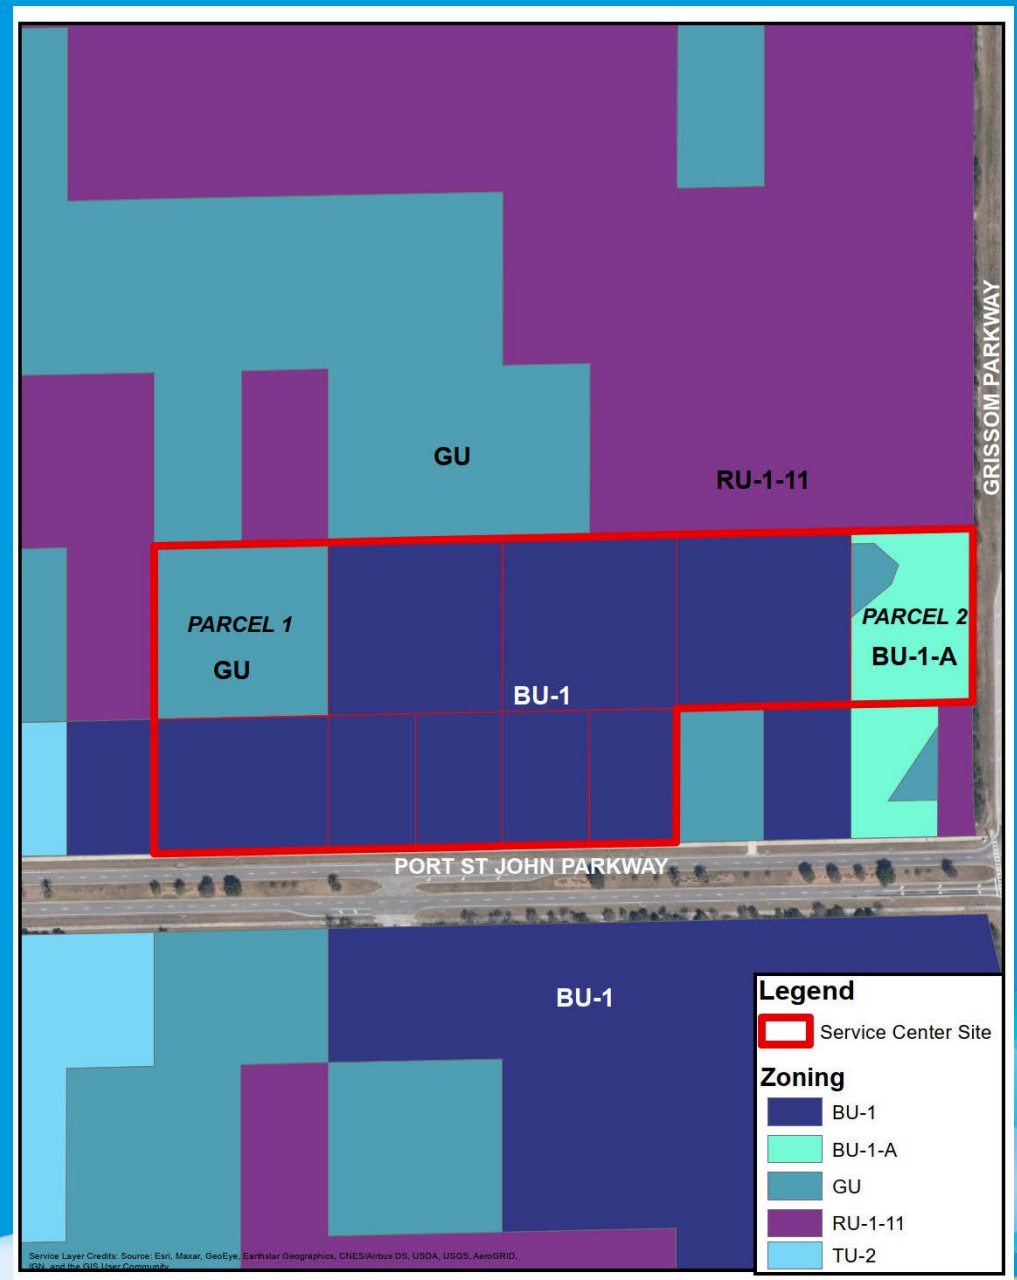 GRISSOM PARKWAY
GU
RU-1-11
PARCEL 1
GU
PARCEL 2
BU-1-A
BU-1
PORT ST JOHN PARKWAY
BU-1
Legend
Service Center Site
Zoning
BU-1
BU-1-A
GU
RU-1-11
TU-2
Service Layer Credits: Source: Esri, Maxar, GeoEye, Earthstar Geographics, CNES/Airbus DS, USDA, USGS, AeroGRID,
IGN, and the GIS User Community